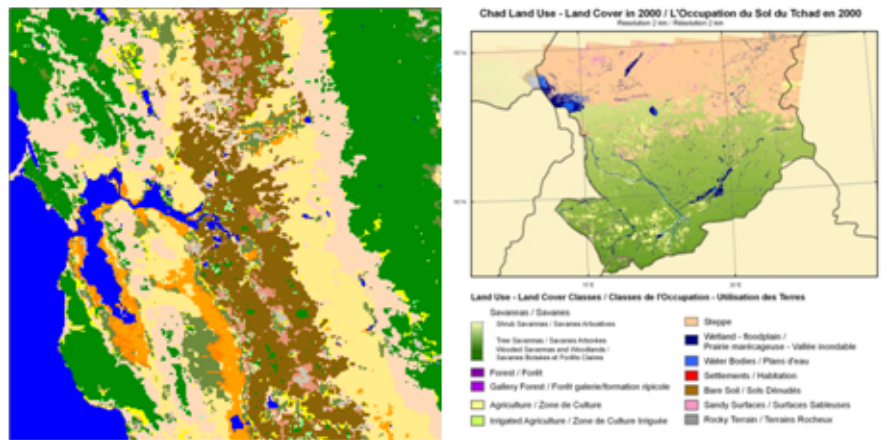 Chad Land Use - Land Cover in 2000 / L'Occupation du Sol du Tchad en 2000
Resolution 2 km / Résolution 2 km
Land Use - Land Cover Classes / Classes de l'Occupation - Utilisation des Terres
Savannas / Savanes
Shrub Savannas / Savanes Arbustives
Tree Savannas / Savanes Arborées
Wooded Savannas and Woodlands /
Savanes Boisées et Forêts Claires
Forest / Forêt
Gallery Forest / Forêt galerie/formation ripicole
Agriculture / Zone de Culture
Irrigated Agriculture / Zone de Culture Irriguée
Steppe
Wetland - floodplain /
Prairie marécageuse - Vallée inondable
Water Bodies / Plans d'eau
Settlements / Habitation
Bare Soil / Sols Dénudés
Sandy Surfaces / Surfaces Sableuses
Rocky Terrain / Terrains Rocheux